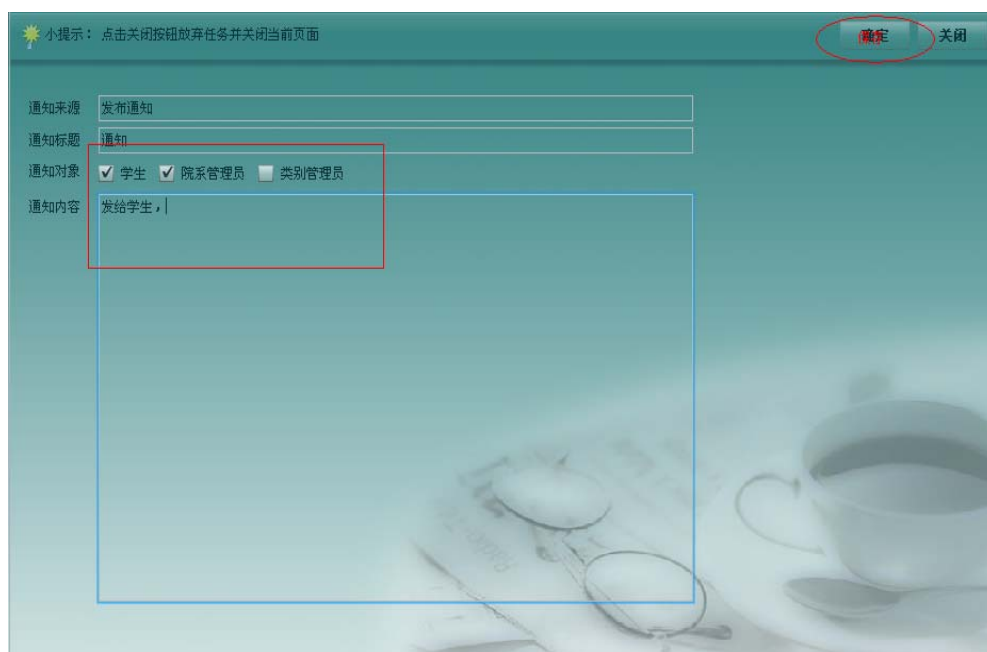 小提示： 点击关闭按钮放弃任务并关闭当前页面
确定
关闭
通知来源 发布通知
通知标题 通知
通知对象 学生 院系管理员 类别管理员
通知内容 发给学生，